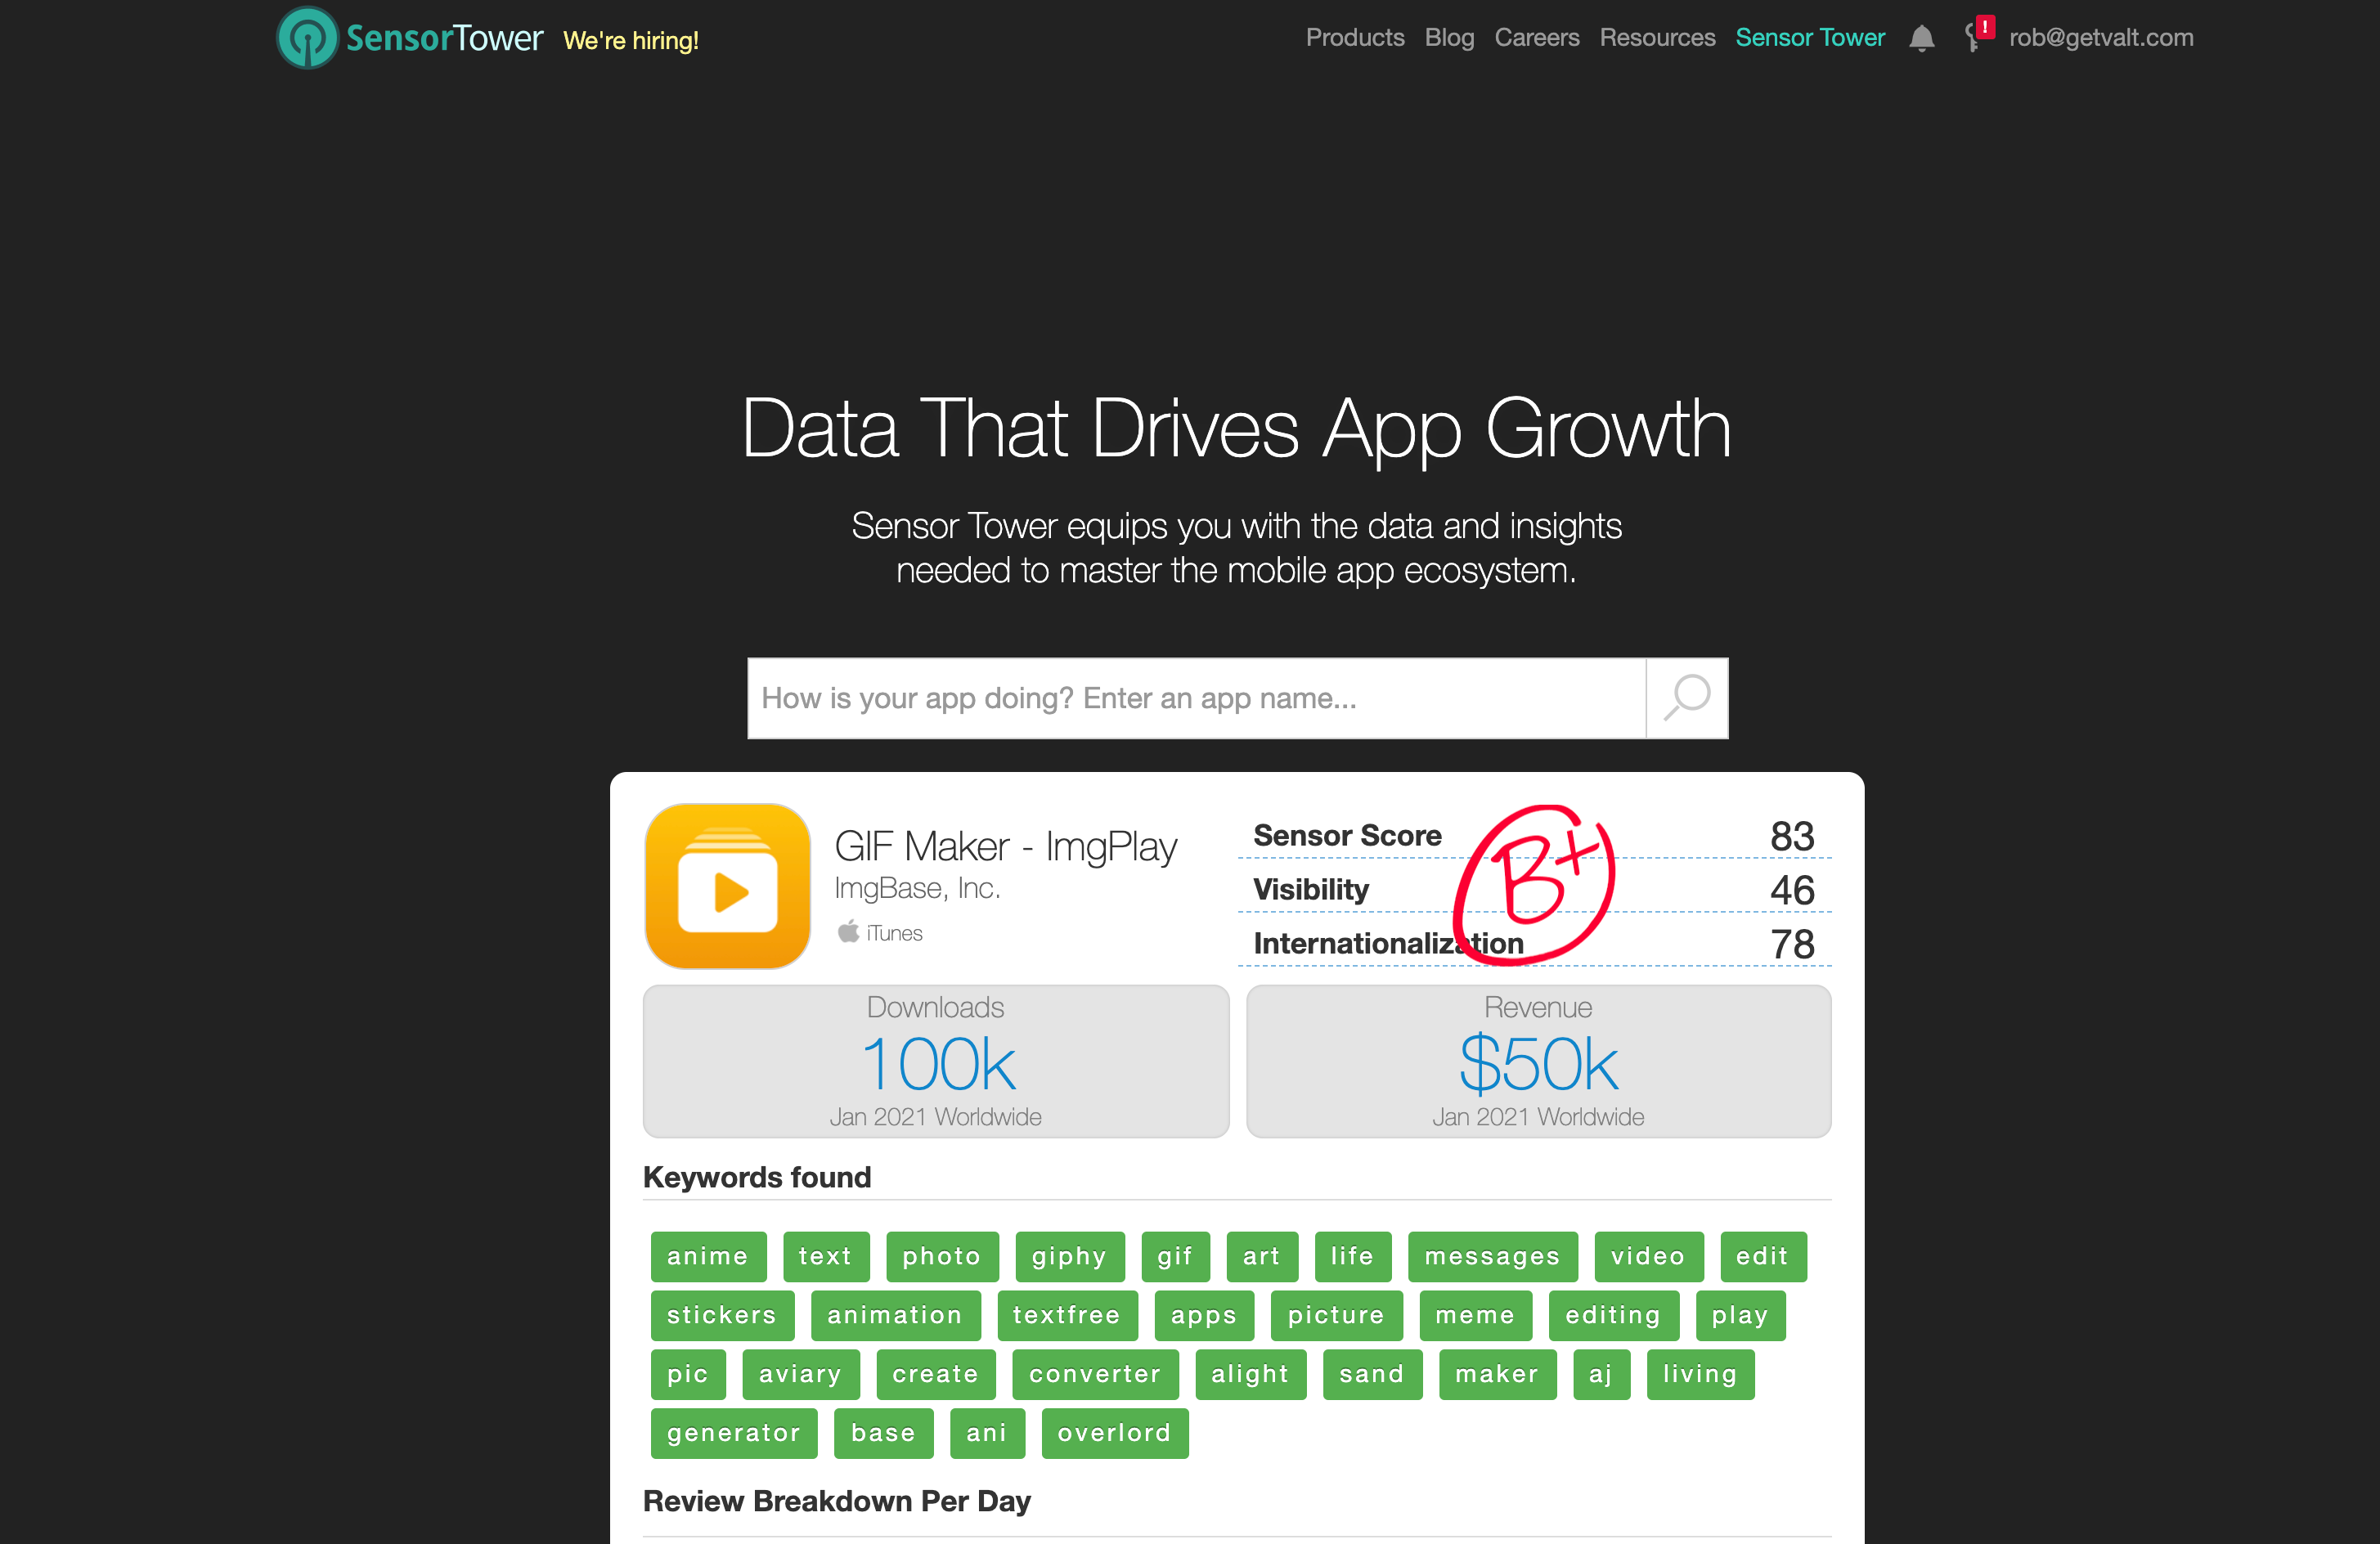 SensorTower We're hiring! Products Blog Careers Resources Sensor Tower ! rob@getvalt.com
Data That Drives App Growth
Sensor Tower equips you with the data and insights
needed to master the mobile app ecosystem.
How is your app doing? Enter an app name...
GIF Maker - ImgPlay
ImgBase, Inc.
iTunes
Sensor Score 83
Visibility 46
Internationalization 78
B+
Downloads
100k
Jan 2021 Worldwide
Revenue
$50k
Jan 2021 Worldwide
Keywords found
anime text photo giphy gif art life messages video edit
stickers animation textfree apps picture meme editing play
pic aviary create converter alight sand maker aj living
generator base ani overlord
Review Breakdown Per Day